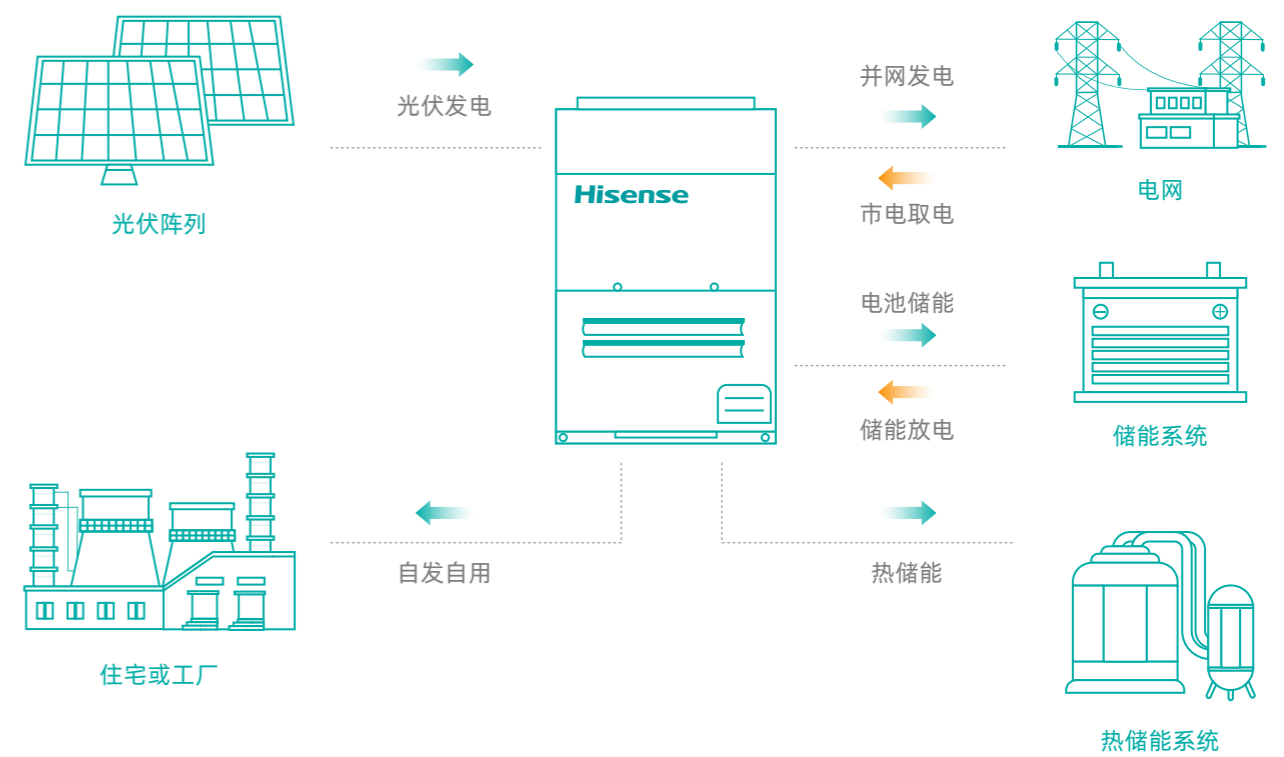 光伏发电
并网发电
Hisense
光伏阵列
市电取电
电网
电池储能
储能放电
储能系统
自发自用
热储能
住宅或工厂
热储能系统